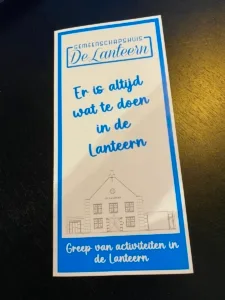 GEMEENSCHAPSHUIS
De Lanteern
Er is altijd
wat te doen
in de
Lanteern
Greep van activiteiten in
de Lanteern